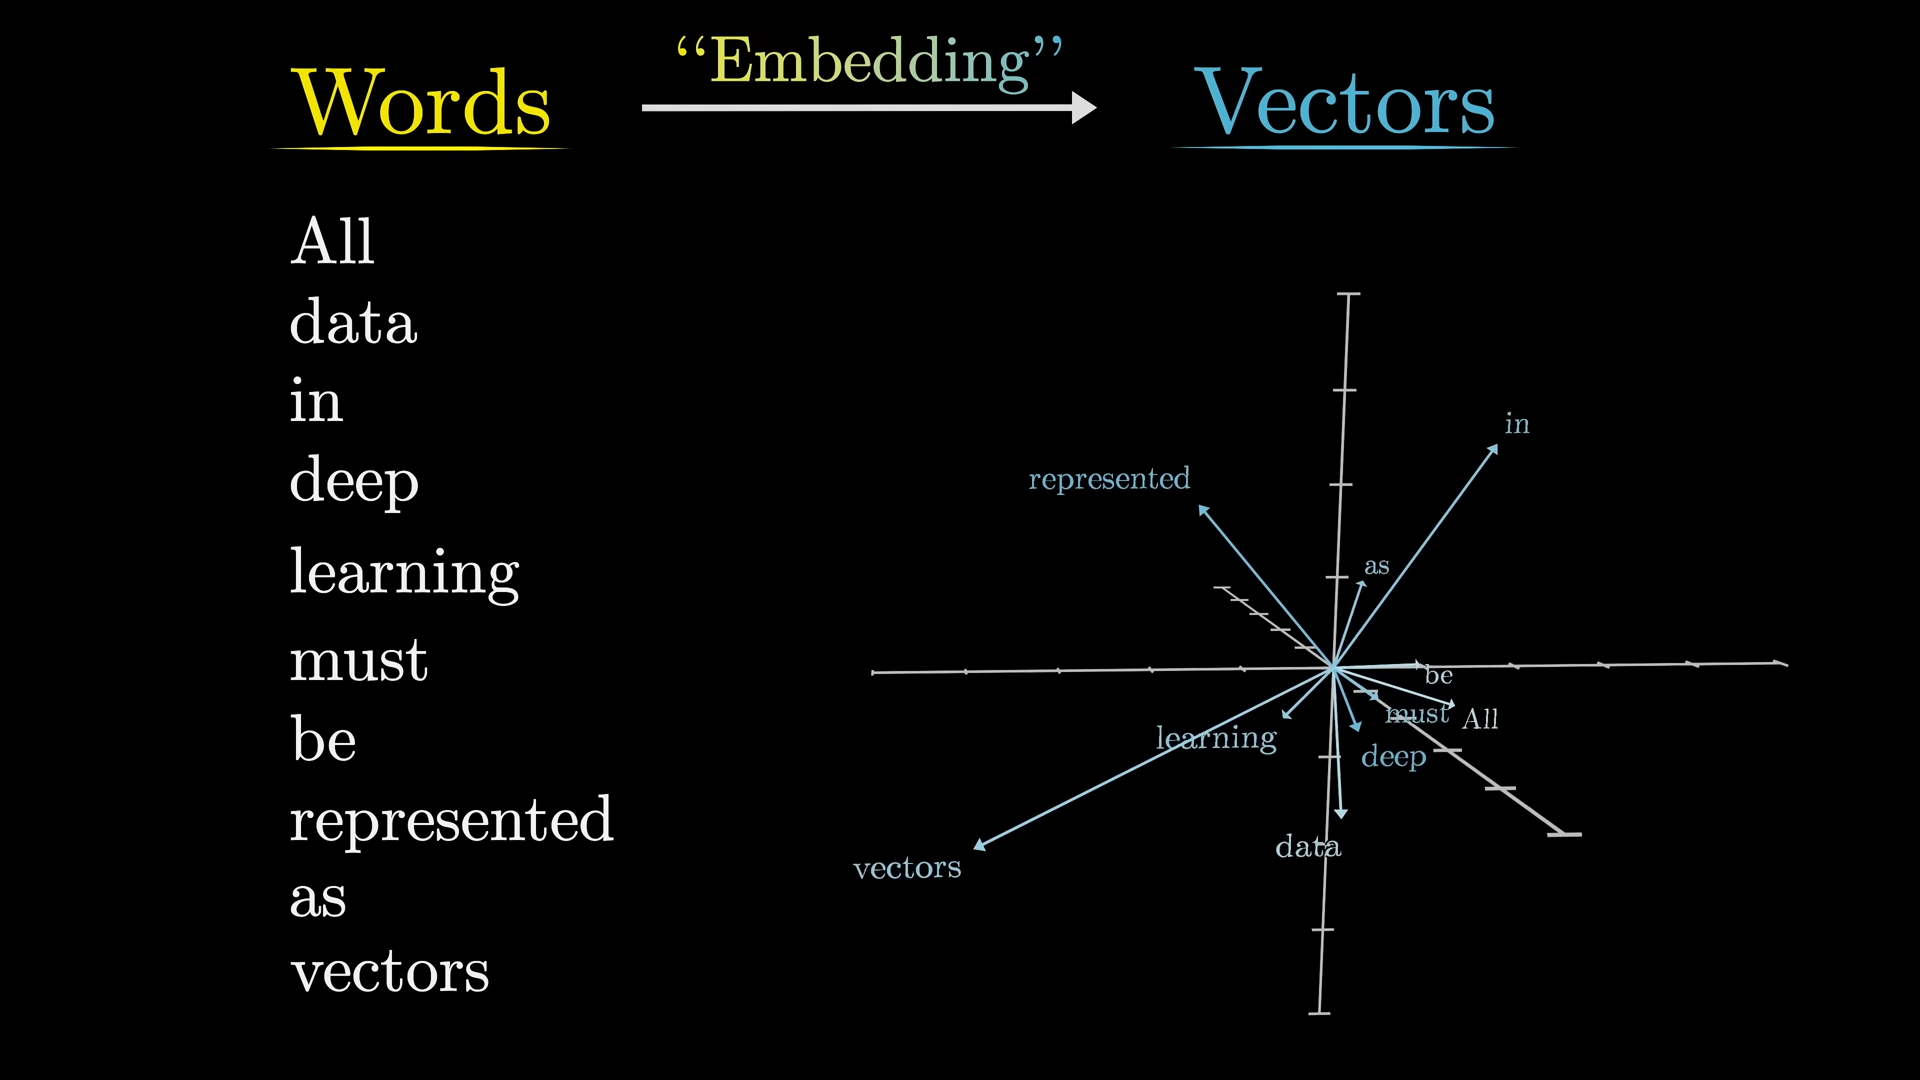 Words
“Embedding”
Vectors
All
data
in
deep
learning
must
be
represented
as
vectors
in
represented
as
be
must
All
learning
deep
data
vectors